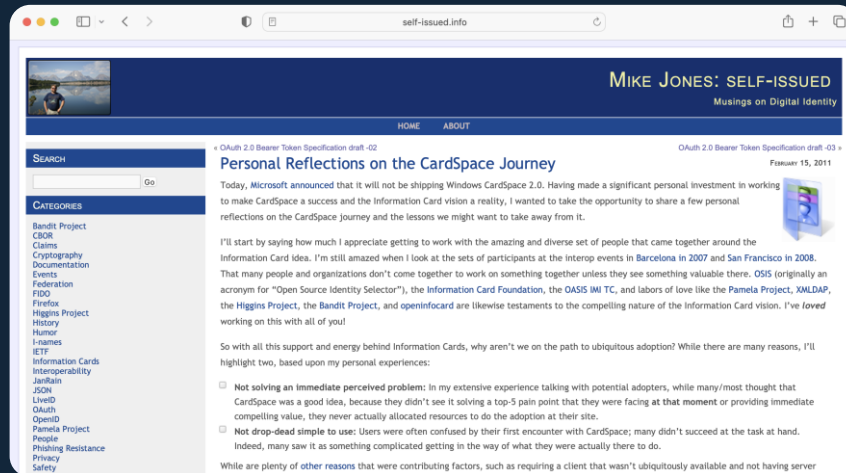 self-issued.info
MIKE JONES: SELF-ISSUED
Musings on Digital Identity
HOME ABOUT
« OAuth 2.0 Bearer Token Specification draft -02
OAuth 2.0 Bearer Token Specification draft -03 »
SEARCH
Go
CATEGORIES
Bandit Project
CBOR
Claims
Cryptography
Documentation
Events
Federation
FIDO
Firefox
Higgins Project
History
Humor
I-names
IETF
Information Cards
Interoperability
JanRain
JSON
LiveID
OAuth
OpenID
Pamela Project
People
Phishing Resistance
Privacy
Safety
Personal Reflections on the CardSpace Journey
FEBRUARY 15, 2011
Today, Microsoft announced that it will not be shipping Windows CardSpace 2.0. Having made a significant personal investment in working
to make CardSpace a success and the Information Card vision a reality, I wanted to take the opportunity to share a few personal
reflections on the CardSpace journey and the lessons we might want to take away from it.
I'll start by saying how much I appreciate getting to work with the amazing and diverse set of people that came together around the
Information Card idea. I'm still amazed when I look at the sets of participants at the interop events in Barcelona in 2007 and San Francisco in 2008.
That many people and organizations don't come together to work on something together unless they see something valuable there. OSIS (originally an
acronym for "Open Source Identity Selector"), the Information Card Foundation, the OASIS IMI TC, and labors of love like the Pamela Project, XMLDAP,
the Higgins Project, the Bandit Project, and openinfocard are likewise testaments to the compelling nature of the Information Card vision. I've loved
working on this with all of you!
So with all this support and energy behind Information Cards, why aren't we on the path to ubiquitous adoption? While there are many reasons, I'll
highlight two, based upon my personal experiences:
Not solving an immediate perceived problem: In my extensive experience talking with potential adopters, while many/most thought that
CardSpace was a good idea, because they didn't see it solving a top-5 pain point that they were facing at that moment or providing immediate
compelling value, they never actually allocated resources to do the adoption at their site.
Not drop-dead simple to use: Users were often confused by their first encounter with CardSpace; many didn't succeed at the task at hand.
Indeed, many saw it as something complicated getting in the way of what they were actually there to do.
While are plenty of other reasons that were contributing factors, such as requiring a client that wasn't ubiquitously available and not having server